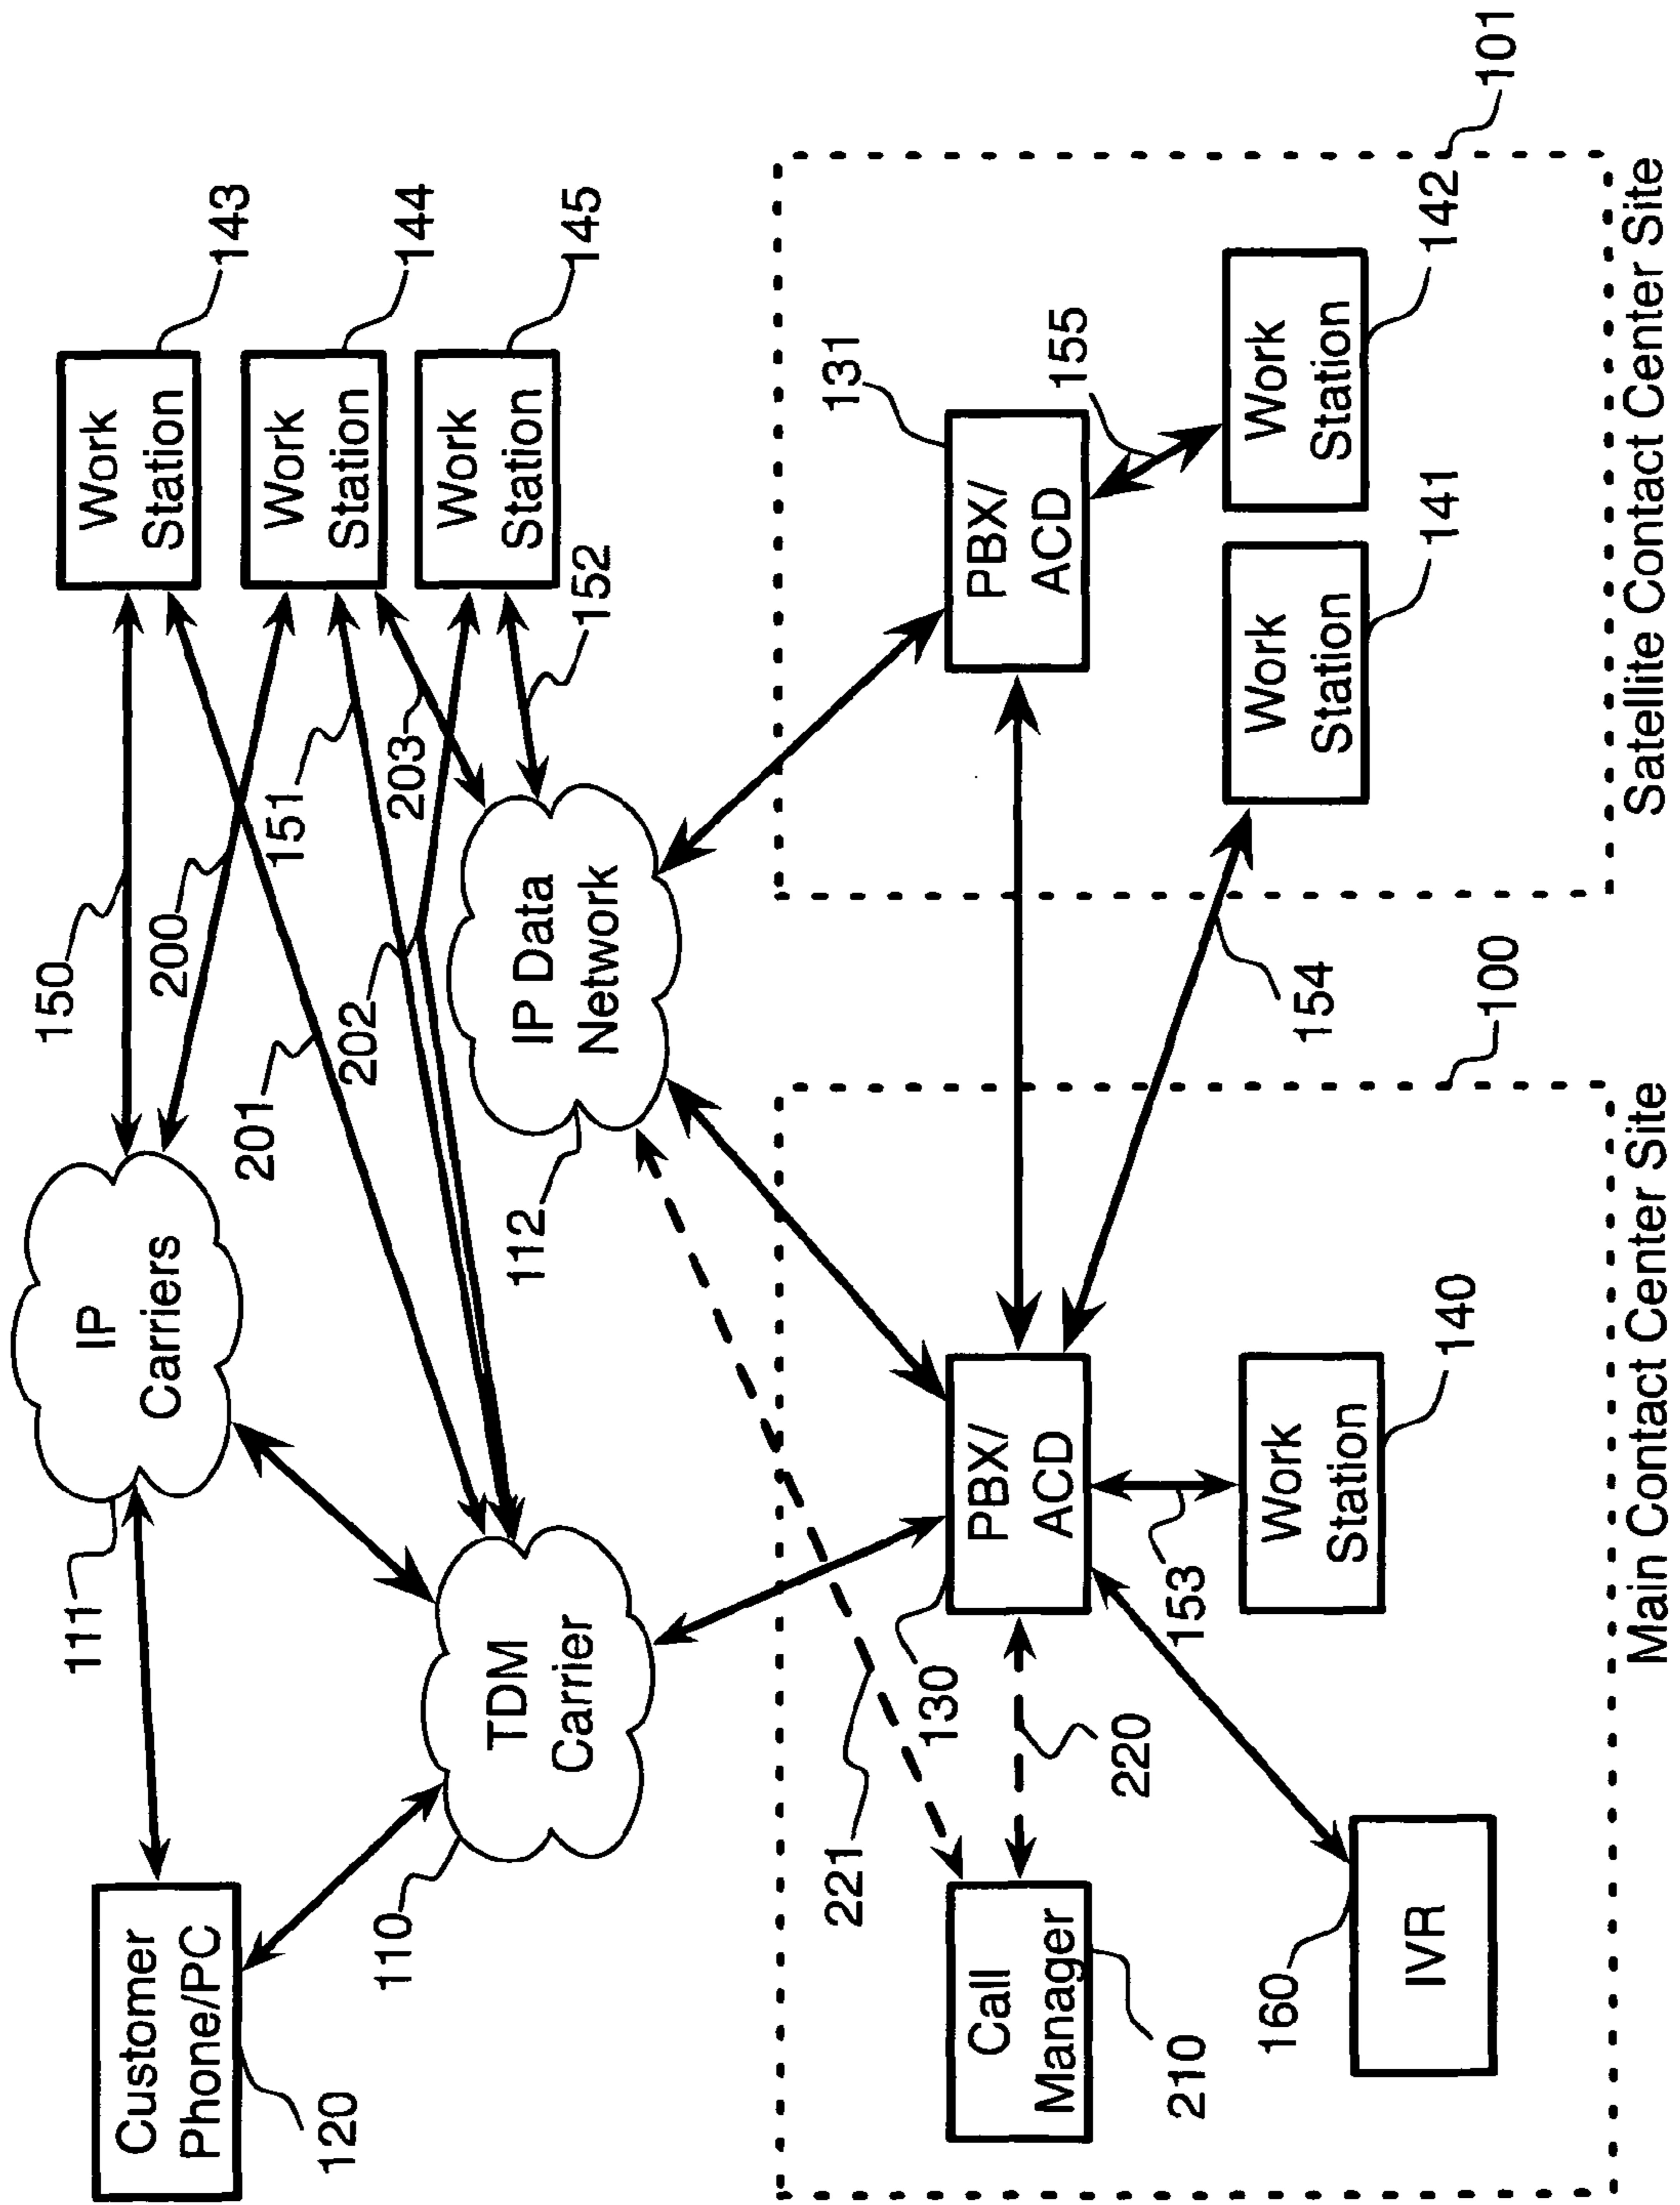 Customer
Phone/PC
120
111
IP
Carriers
150
200
201
Work
Station
143
Work
Station
144
Work
Station
145
151
202
203
152
TDM
Carrier
110
IP Data
Network
112
221
Call
Manager
210
220
130
PBX/
ACD
153
Work
Station
140
160
IVR
100
Main Contact Center Site
154
131
PBX/
ACD
155
Work
Station
141
Work
Station
142
101
Satellite Contact Center Site